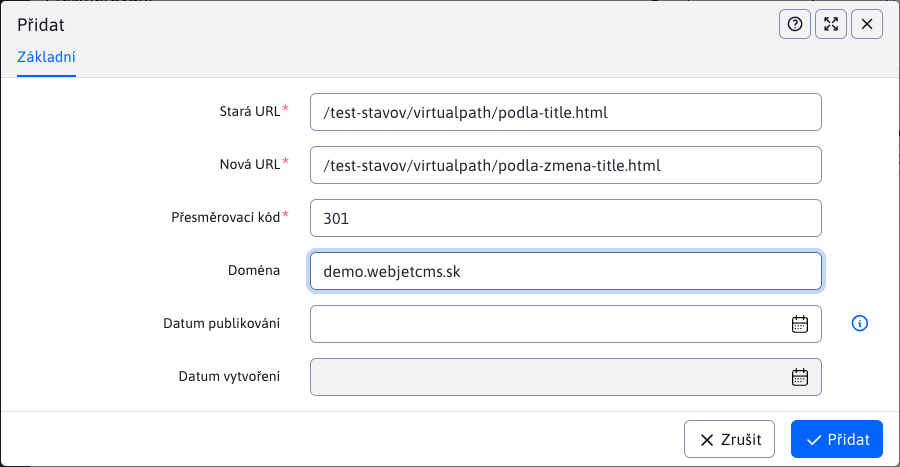 Přidat
Základní
Stará URL*
/test-stavov/virtualpath/podla-title.html
Nová URL*
/test-stavov/virtualpath/podla-zmena-title.html
Přesměrovací kód*
301
Doména
demo.webjetcms.sk
Datum publikování
Datum vytvoření
Zrušit
Přidat